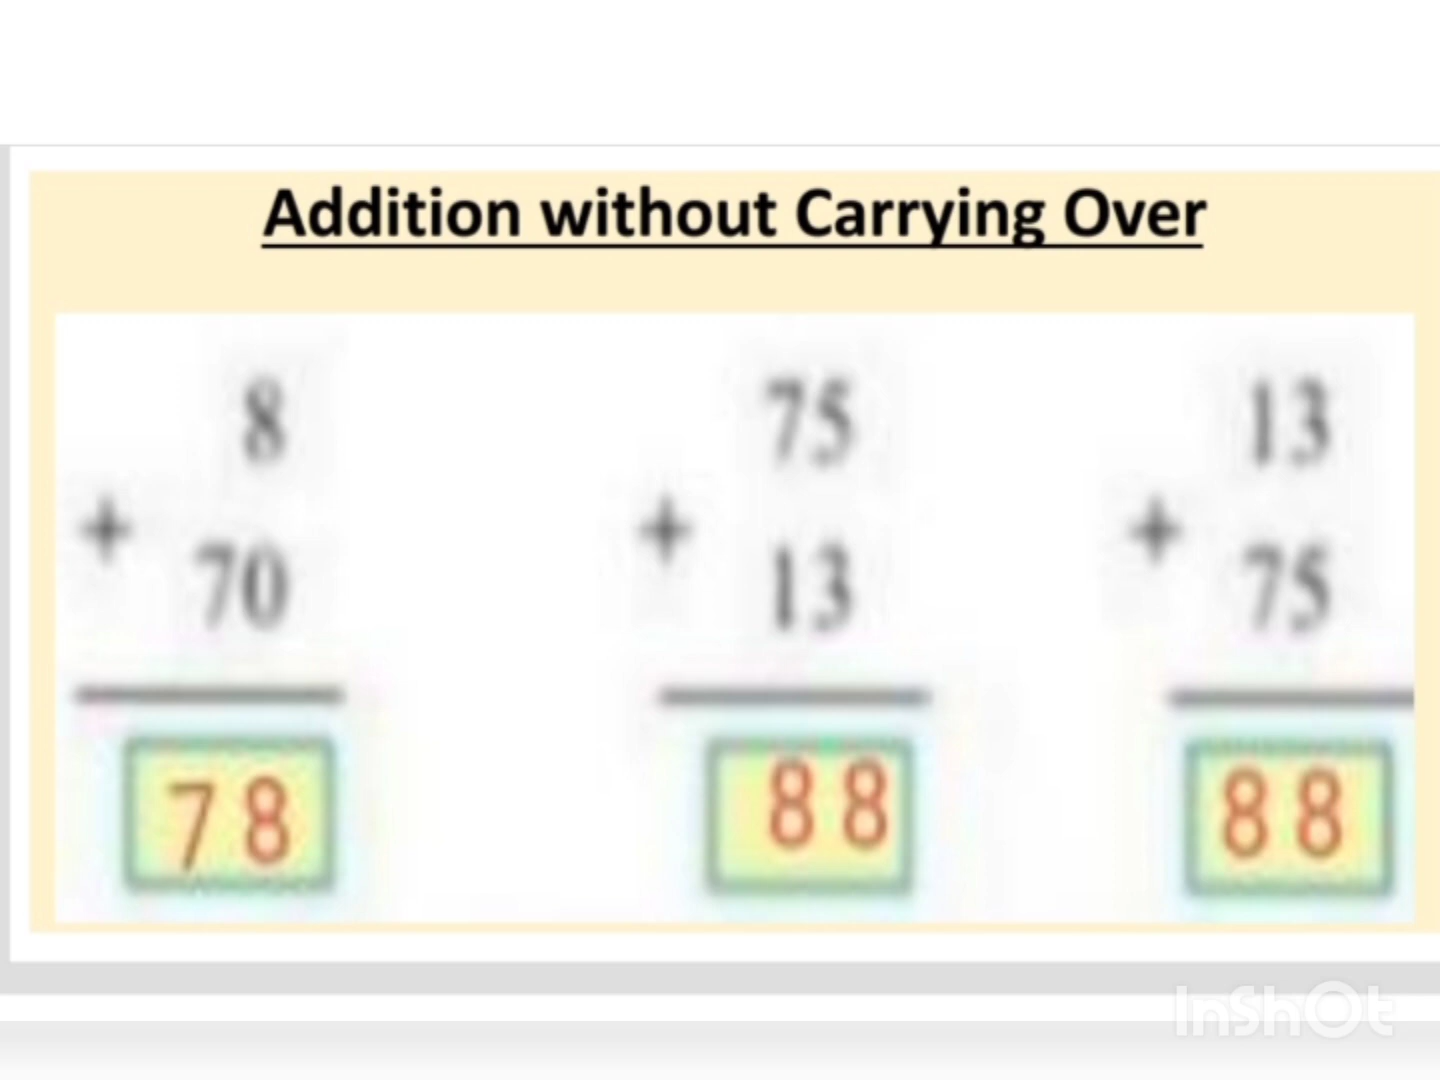 Addition without Carrying Over
8 75 13
+ 70 + 13 + 75
78 88 88
InShOt